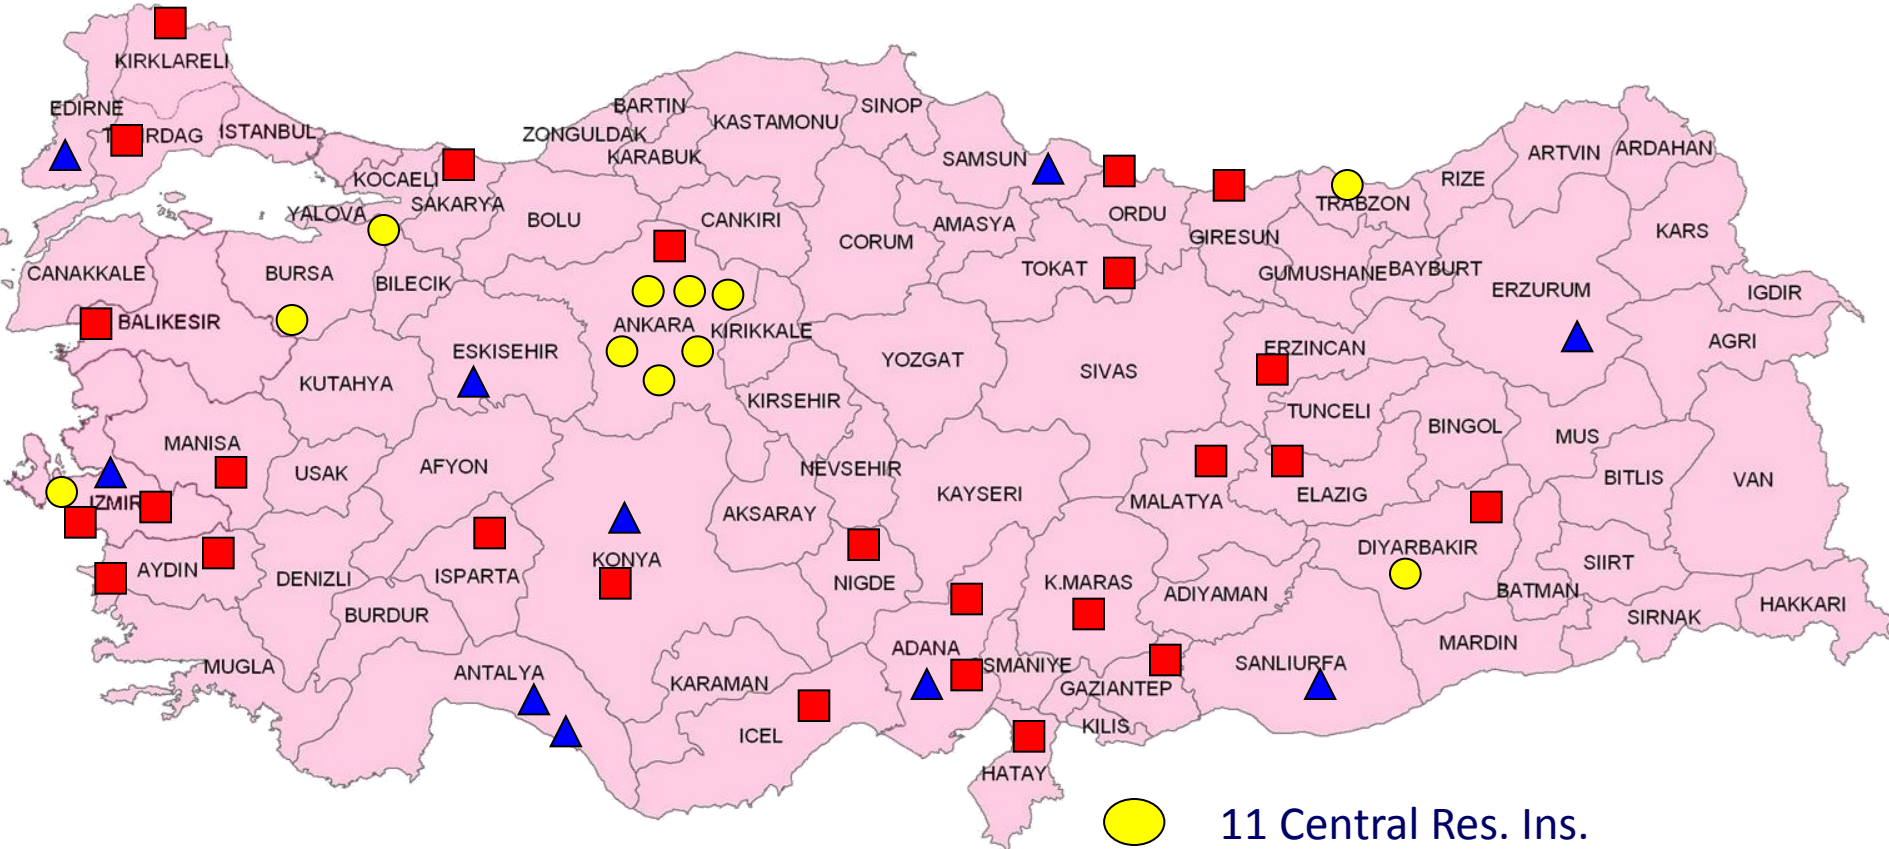 KIRKLARELI
EDIRNE
BARTIN
SINOP
KASTAMONU
ISTANBUL
ZONGULDAK
KARABUK
SAMSUN
ARTVIN
ARDAHAN
KOCAELI
RIZE
YALOVA
SAKARYA
TRABZON
BOLU
CANKIRI
AMASYA
ORDU
KARS
CORUM
GIRESUN
CANAKKALE
BURSA
BILECIK
TOKAT
GUMUSHANE
BAYBURT
ERZURUM
IGDIR
BALIKESIR
ANKARA
KIRIKKALE
ESKISEHIR
YOZGAT
ERZINCAN
AGRI
KUTAHYA
SIVAS
KIRSEHIR
TUNCELI
BINGOL
MANISA
MUS
USAK
AFYON
NEVSEHIR
BITLIS
VAN
KAYSERI
ELAZIG
IZMIR
MALATYA
AKSARAY
DIYARBAKIR
KONYA
SIIRT
AYDIN
DENIZLI
ISPARTA
NIGDE
K.MARAS
ADIYAMAN
BATMAN
HAKKARI
BURDUR
SIRNAK
MARDIN
ADANA
MUGLA
ANTALYA
SMANIYE
SANLIURFA
KARAMAN
GAZIANTEP
ICEL
KILIS
HATAY
11 Central Res. Ins.